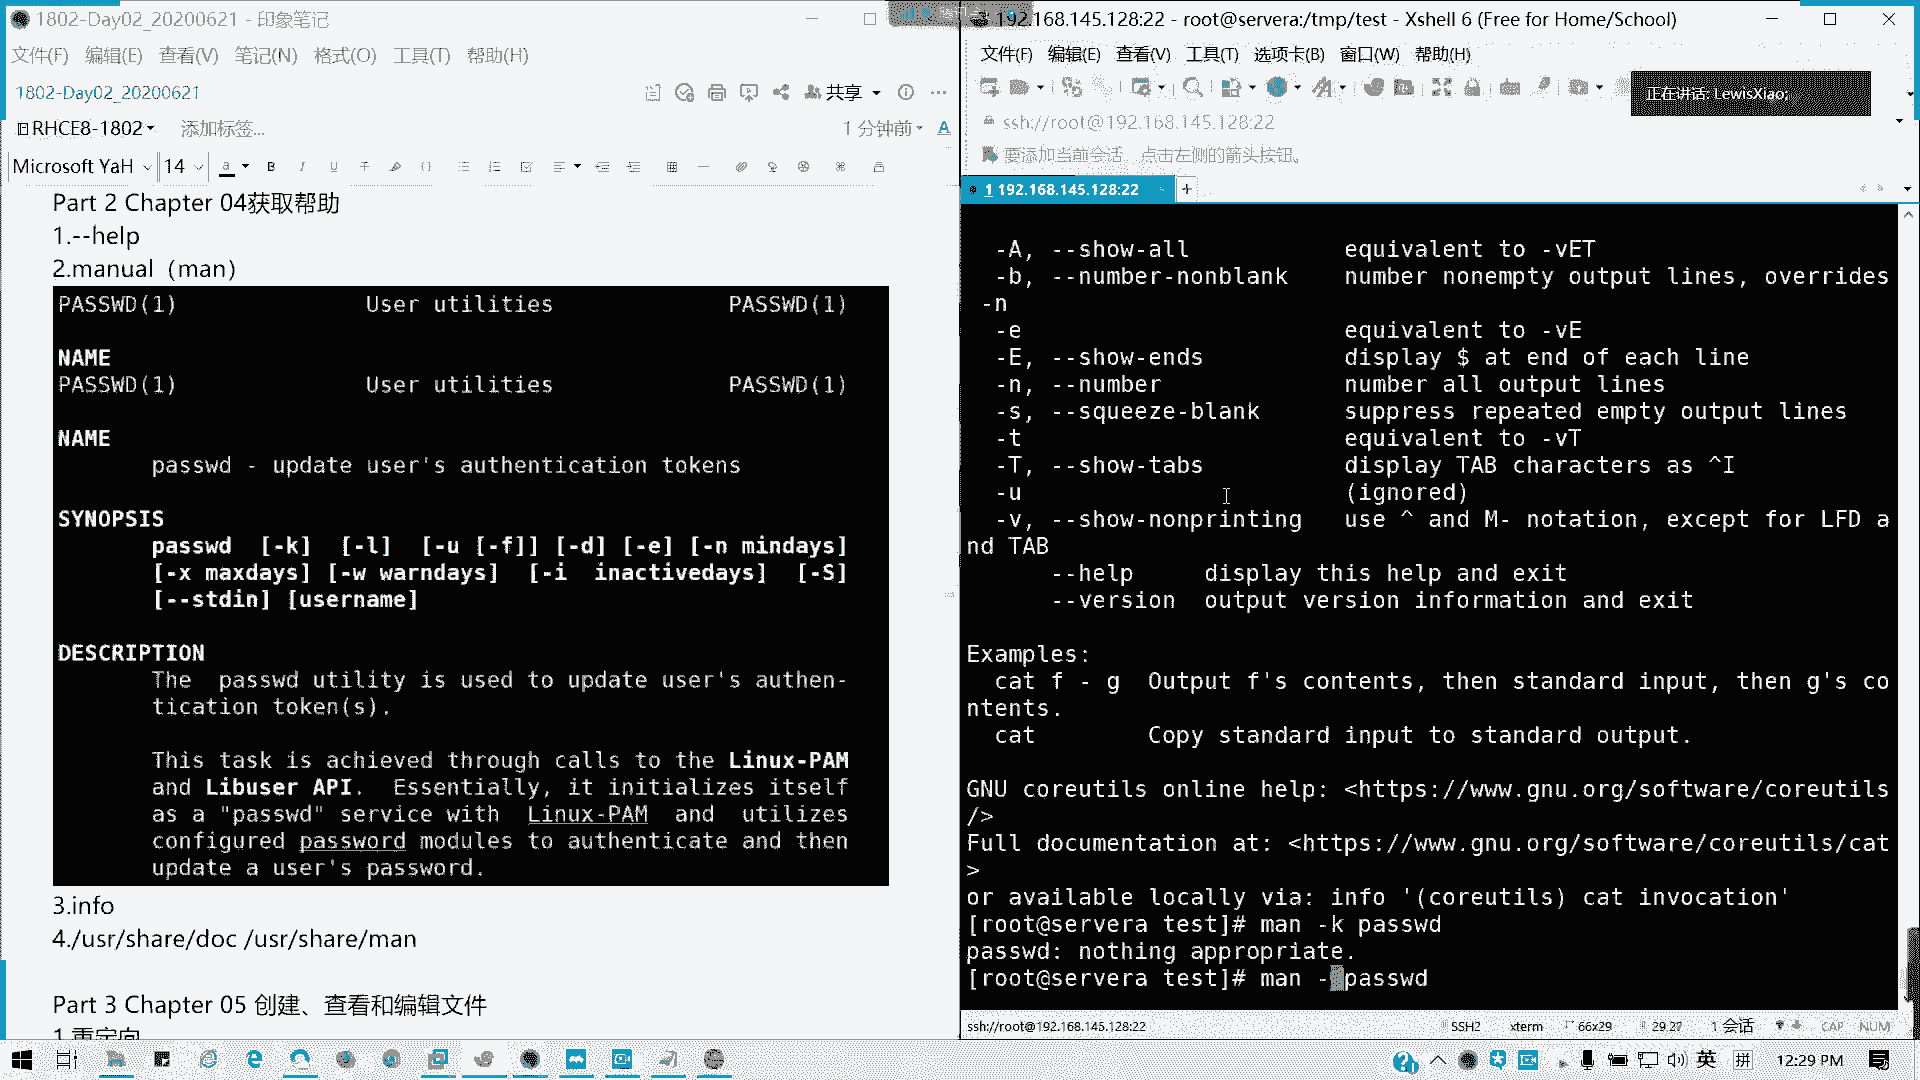 1802-Day02_20200621 - 印象笔记
文件(F) 编辑(E) 查看(V) 笔记(N) 格式(O) 工具(T) 帮助(H)
1802-Day02_20200621
共享
RHCE8-1802 添加标签...
1 分钟前
Microsoft YaH 14
Part 2 Chapter 04获取帮助
1.--help
2.manual（man）
PASSWD(1) User utilities PASSWD(1)
NAME
PASSWD(1) User utilities PASSWD(1)
NAME
passwd - update user's authentication tokens
SYNOPSIS
passwd [-k] [-l] [-u [-f]] [-d] [-e] [-n mindays]
[-x maxdays] [-w warndays] [-i inactivedays] [-S]
[--stdin] [username]
DESCRIPTION
The passwd utility is used to update user's authen-
tication token(s).
This task is achieved through calls to the Linux-PAM
and Libuser API. Essentially, it initializes itself
as a "passwd" service with Linux-PAM and utilizes
configured password modules to authenticate and then
update a user's password.
3.info
4./usr/share/doc /usr/share/man
Part 3 Chapter 05 创建、查看和编辑文件
1.重定向
192.168.145.128:22 - root@servera:/tmp/test - Xshell 6 (Free for Home/School)
文件(F) 编辑(E) 查看(V) 工具(T) 选项卡(B) 窗口(W) 帮助(H)
正在讲话: LewisXiao;
ssh://root@192.168.145.128:22
要添加当前会话，点击左侧的箭头按钮。
1 192.168.145.128:22
-A, --show-all equivalent to -vET
-b, --number-nonblank number nonempty output lines, overrides
-n
-e equivalent to -vE
-E, --show-ends display $ at end of each line
-n, --number number all output lines
-s, --squeeze-blank suppress repeated empty output lines
-t equivalent to -vT
-T, --show-tabs display TAB characters as ^I
-u (ignored)
-v, --show-nonprinting use ^ and M- notation, except for LFD a
nd TAB
--help display this help and exit
--version output version information and exit
Examples:
cat f - g Output f's contents, then standard input, then g's co
ntents.
cat Copy standard input to standard output.
GNU coreutils online help: <https://www.gnu.org/software/coreutils
/>
Full documentation at: <https://www.gnu.org/software/coreutils/cat
>
or available locally via: info '(coreutils) cat invocation'
[root@servera test]# man -k passwd
passwd: nothing appropriate.
[root@servera test]# man - passwd
ssh://root@192.168.145.128:22 SSH2 xterm 66x29 29,27 1 会话 CAP NUM
英 拼 12:29 PM